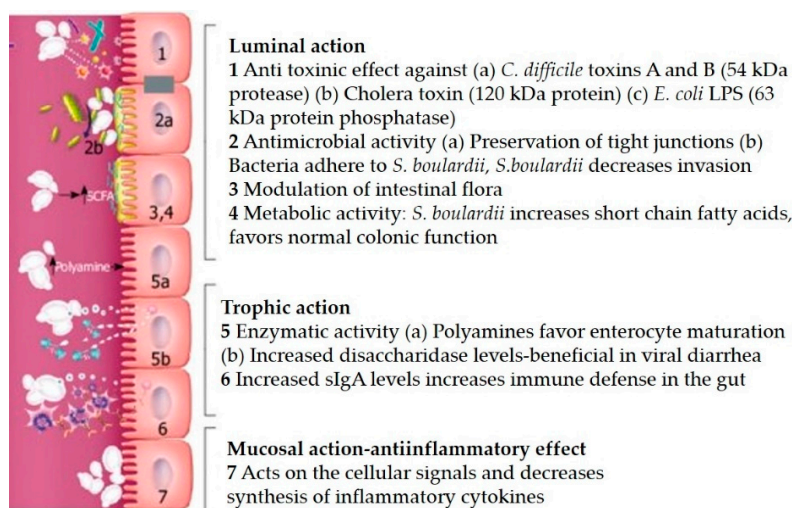 1
2a
2b
SCFA
3,4
Polyamine
5a
5b
6
7
Luminal action
1 Anti toxinic effect against (a) C. difficile toxins A and B (54 kDa
protease) (b) Cholera toxin (120 kDa protein) (c) E. coli LPS (63
kDa protein phosphatase)
2 Antimicrobial activity (a) Preservation of tight junctions (b)
Bacteria adhere to S. boulardii, S.boulardii decreases invasion
3 Modulation of intestinal flora
4 Metabolic activity: S. boulardii increases short chain fatty acids,
favors normal colonic function
Trophic action
5 Enzymatic activity (a) Polyamines favor enterocyte maturation
(b) Increased disaccharidase levels-beneficial in viral diarrhea
6 Increased sIgA levels increases immune defense in the gut
Mucosal action-antiinflammatory effect
7 Acts on the cellular signals and decreases
synthesis of inflammatory cytokines